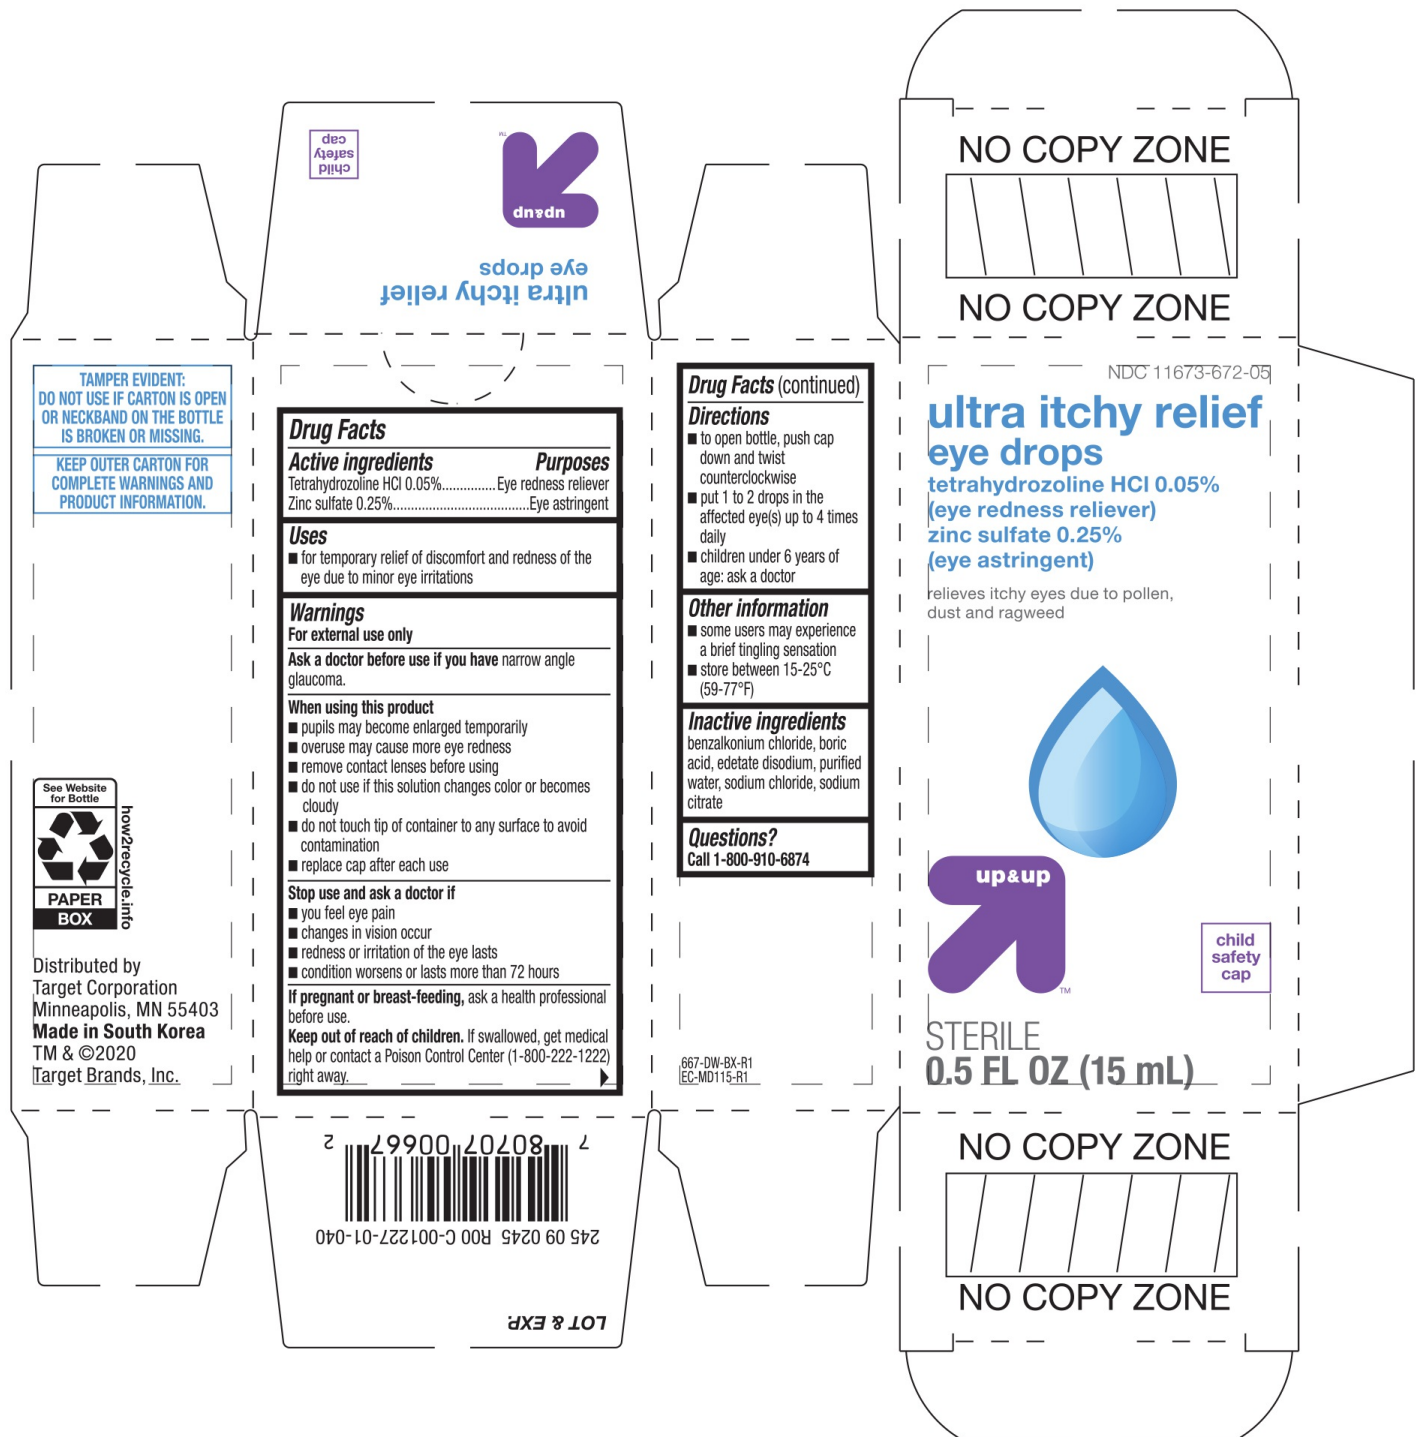 child
safety
cap
up&up
TM
ultra itchy relief
eye drops
TAMPER EVIDENT:
DO NOT USE IF CARTON IS OPEN
OR NECKBAND ON THE BOTTLE
IS BROKEN OR MISSING.
KEEP OUTER CARTON FOR
COMPLETE WARNINGS AND
PRODUCT INFORMATION.
See Website
for Bottle
PAPER
BOX
how2recycle.info
Distributed by
Target Corporation
Minneapolis, MN 55403
Made in South Korea
TM & ©2020
Target Brands, Inc.
Drug Facts
Active ingredients Purposes
Tetrahydrozoline HCl 0.05%...............Eye redness reliever
Zinc sulfate 0.25%.......................................Eye astringent
Uses
■ for temporary relief of discomfort and redness of the
eye due to minor eye irritations
Warnings
For external use only
Ask a doctor before use if you have narrow angle
glaucoma.
When using this product
■ pupils may become enlarged temporarily
■ overuse may cause more eye redness
■ remove contact lenses before using
■ do not use if this solution changes color or becomes
cloudy
■ do not touch tip of container to any surface to avoid
contamination
■ replace cap after each use
Stop use and ask a doctor if
■ you feel eye pain
■ changes in vision occur
■ redness or irritation of the eye lasts
■ condition worsens or lasts more than 72 hours
If pregnant or breast-feeding, ask a health professional
before use.
Keep out of reach of children. If swallowed, get medical
help or contact a Poison Control Center (1-800-222-1222)
right away.
7 80707 00667 2
245 09 0245 R00 C-001227-01-040
LOT & EXP.
Drug Facts (continued)
Directions
■ to open bottle, push cap
down and twist
counterclockwise
■ put 1 to 2 drops in the
affected eye(s) up to 4 times
daily
■ children under 6 years of
age: ask a doctor
Other information
■ some users may experience
a brief tingling sensation
■ store between 15-25°C
(59-77°F)
Inactive ingredients
benzalkonium chloride, boric
acid, edetate disodium, purified
water, sodium chloride, sodium
citrate
Questions?
Call 1-800-910-6874
667-DW-BX-R1
EC-MD115-R1
NO COPY ZONE
NO COPY ZONE
NDC 11673-672-05
ultra itchy relief
eye drops
tetrahydrozoline HCl 0.05%
(eye redness reliever)
zinc sulfate 0.25%
(eye astringent)
relieves itchy eyes due to pollen,
dust and ragweed
up&up
TM
child
safety
cap
STERILE
0.5 FL OZ (15 mL)
NO COPY ZONE
NO COPY ZONE